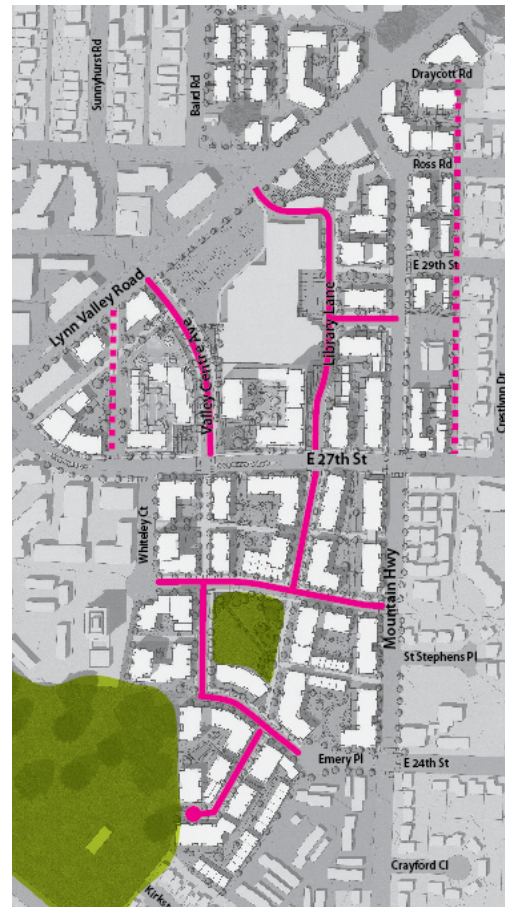 Sunnyhurst Rd
Baird Rd
Draycott Rd
Ross Rd
E 29th St
Lynn Valley Road
Valley Centre Ave
Library Lane
Crestlynn Dr
E 27th St
Whiteley Ct
Mountain Hwy
St Stephens Pl
Emery Pl
E 24th St
Crayford Cl